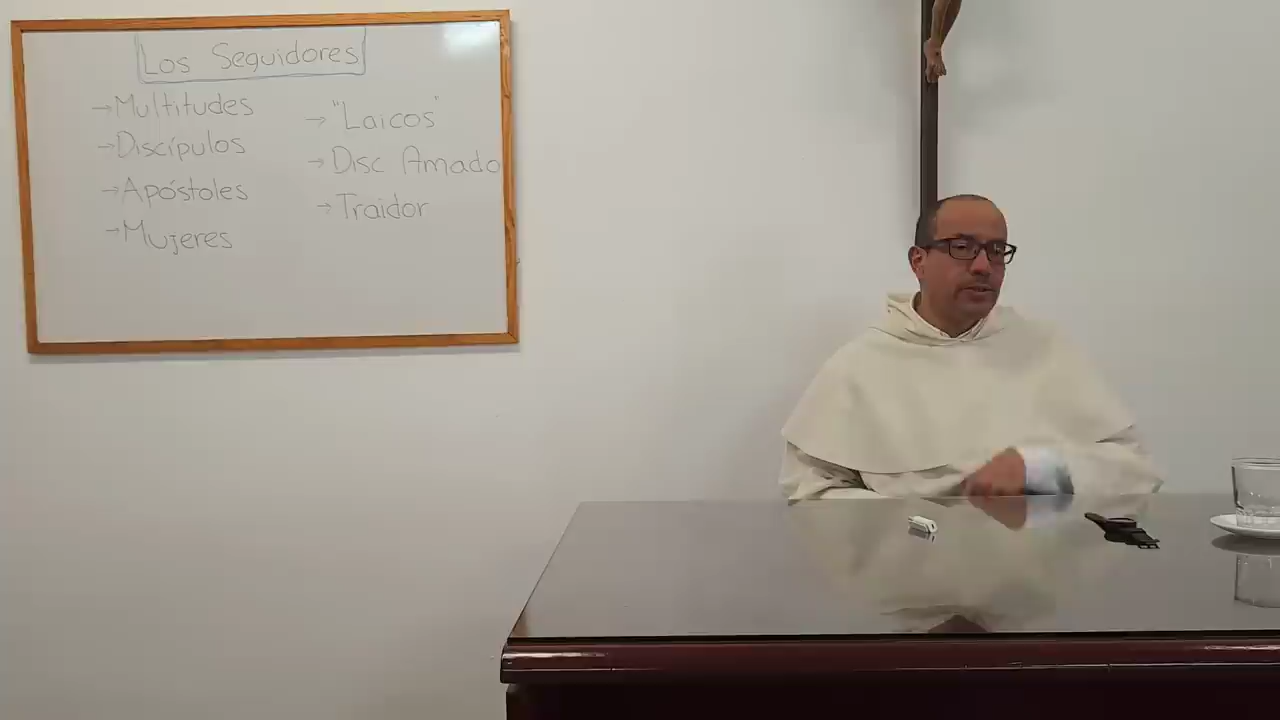 Los Seguidores
→Multitudes
→Discípulos
→Apóstoles
→Mujeres
→ "Laicos"
→ Disc Amado
→ Traidor